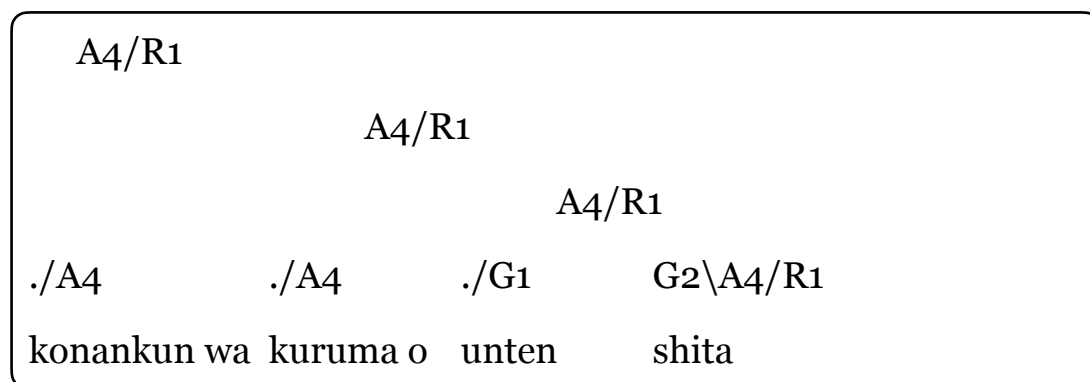 A4/R1
A4/R1
A4/R1
./A4 ./A4 ./G1 G2\A4/R1
konankun wa kuruma o unten shita